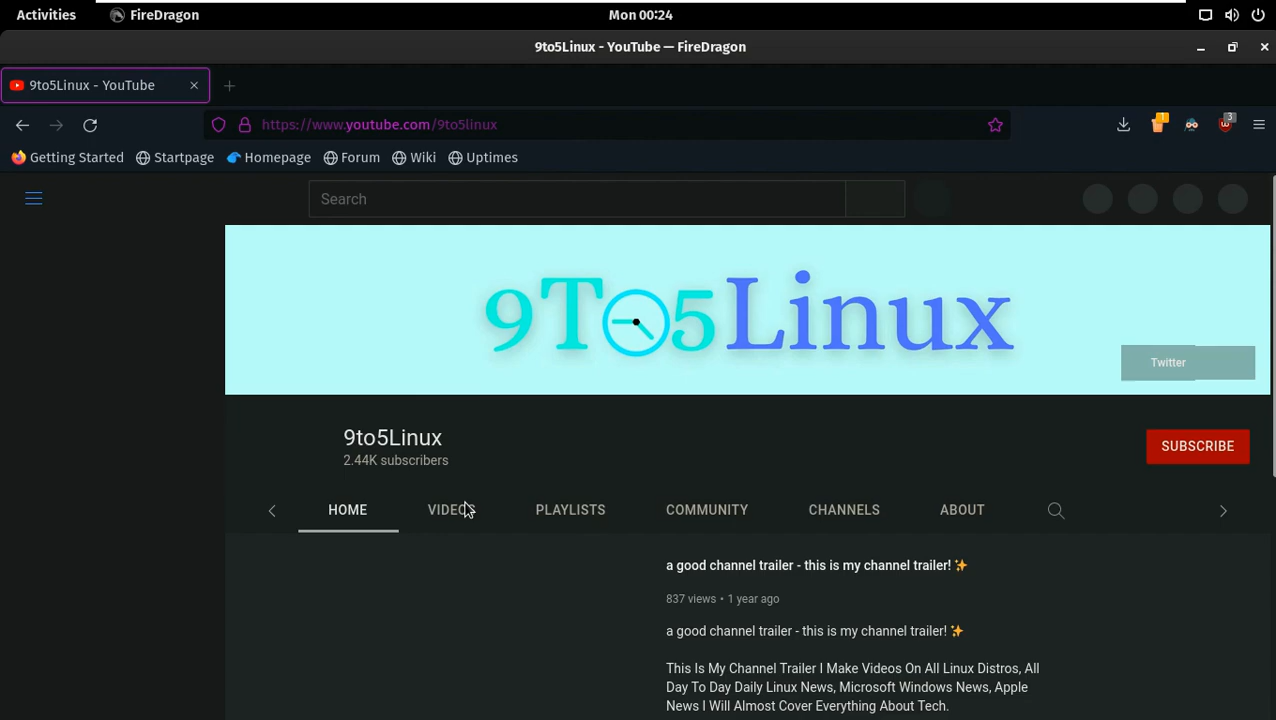 Activities FireDragon Mon 00:24
9to5Linux - YouTube — FireDragon
9to5Linux - YouTube
https://www.youtube.com/9to5linux 1 3
Getting Started Startpage Homepage Forum Wiki Uptimes
Search
9To5Linux
Twitter
9to5Linux
2.44K subscribers
SUBSCRIBE
HOME VIDEOS PLAYLISTS COMMUNITY CHANNELS ABOUT
a good channel trailer - this is my channel trailer! ✨
837 views • 1 year ago
a good channel trailer - this is my channel trailer! ✨
This Is My Channel Trailer I Make Videos On All Linux Distros, All
Day To Day Daily Linux News, Microsoft Windows News, Apple
News I Will Almost Cover Everything About Tech.